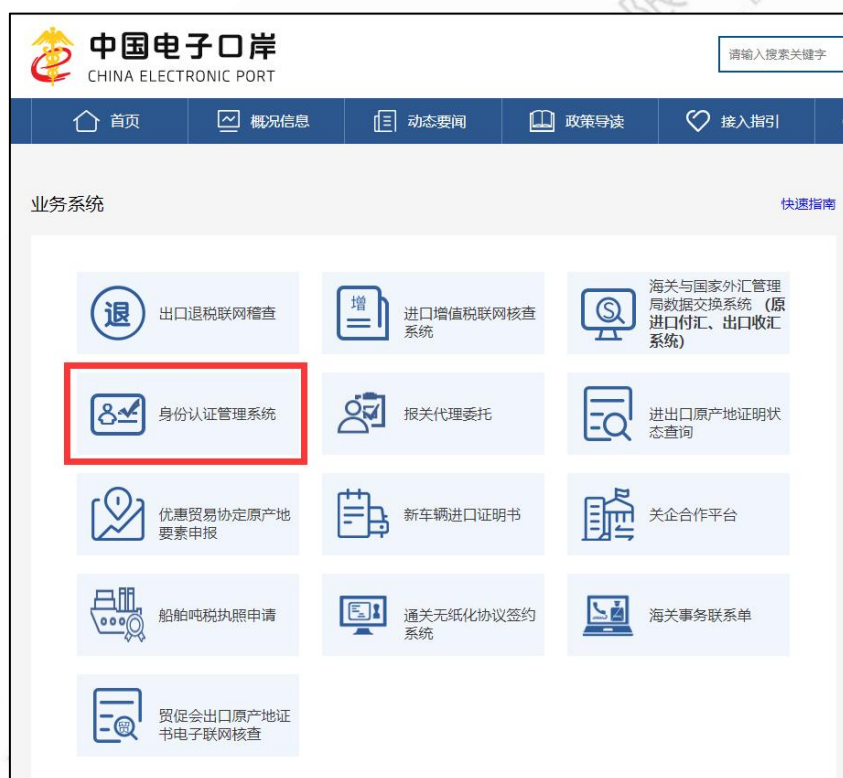 中国电子口岸
CHINA ELECTRONIC PORT
请输入搜索关键字
首页 概况信息 动态要闻 政策导读 接入指引
业务系统 快速指南
退 出口退税联网稽查
增 进口增值税联网核查
系统
海关与国家外汇管理
局数据交换系统 (原
进口付汇、出口收汇
系统)
身份认证管理系统
报关代理委托
进出口原产地证明状
态查询
优惠贸易协定原产地
要素申报
新车辆进口证明书
关企合作平台
船舶吨税执照申请
通关无纸化协议签约
系统
海关事务联系单
贸促会出口原产地证
书电子联网核查